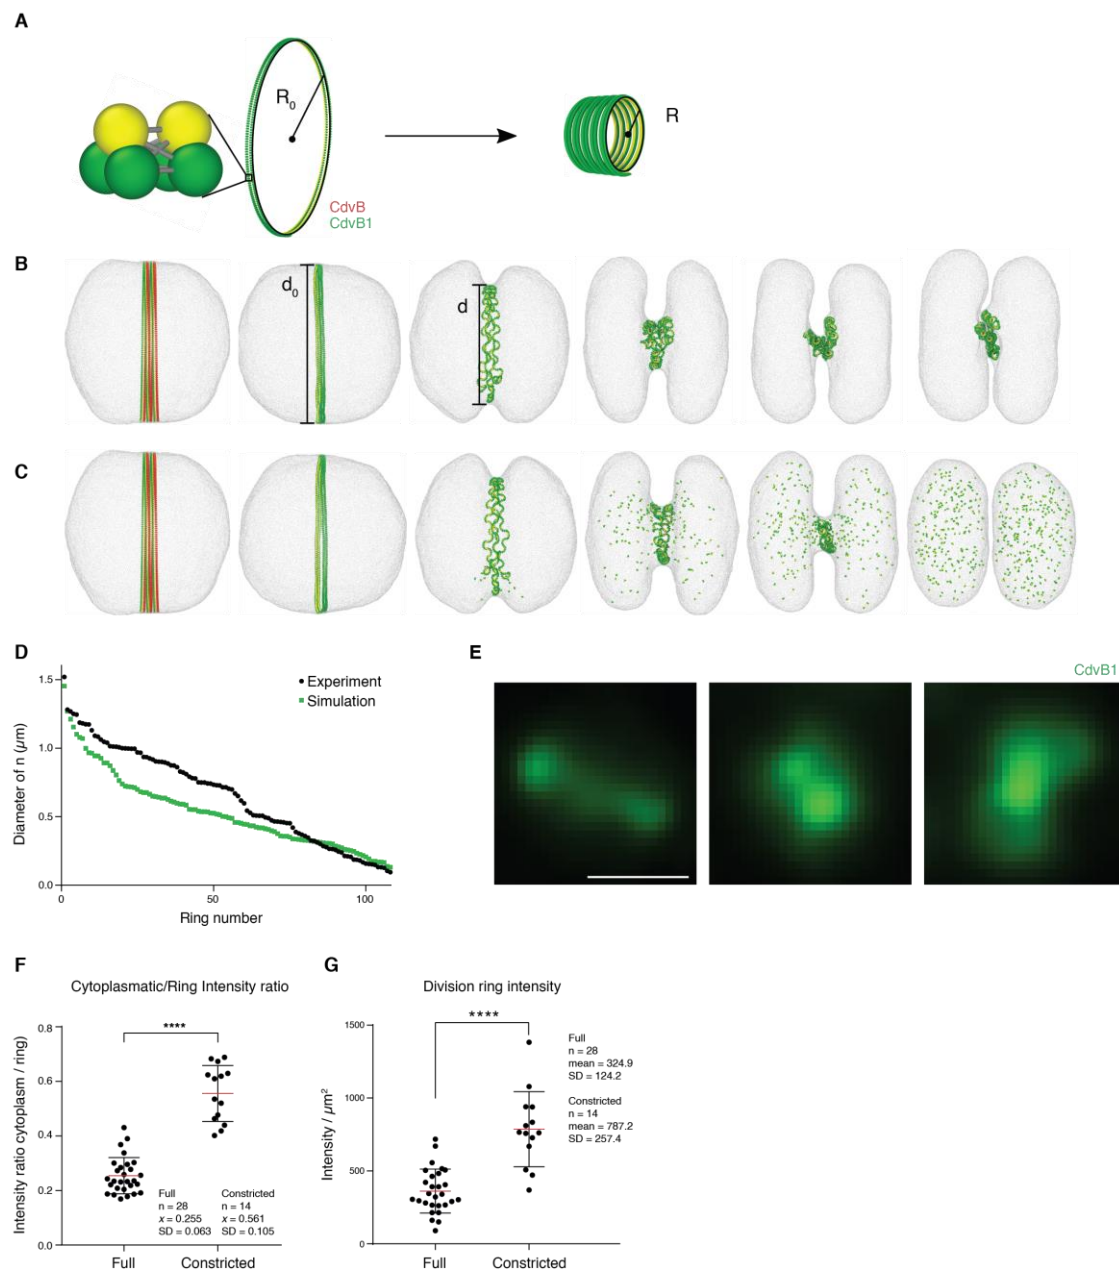 A
R0
R
CdvB
CdvB1
B
d0
d
C
D
1.5
1.0
0.5
0.0
Diameter of n (µm)
Experiment
Simulation
0
50
100
Ring number
E
CdvB1
F
Cytoplasmatic/Ring Intensity ratio
****
0.8
0.6
0.4
0.2
0.0
Intensity ratio cytoplasm / ring)
Full
n = 28
x = 0.255
SD = 0.063
Constricted
n = 14
x = 0.561
SD = 0.105
Full
Constricted
G
Division ring intensity
****
1500
1000
500
0
Intensity / µm2
Full
n = 28
mean = 324.9
SD = 124.2
Constricted
n = 14
mean = 787.2
SD = 257.4
Full
Constricted